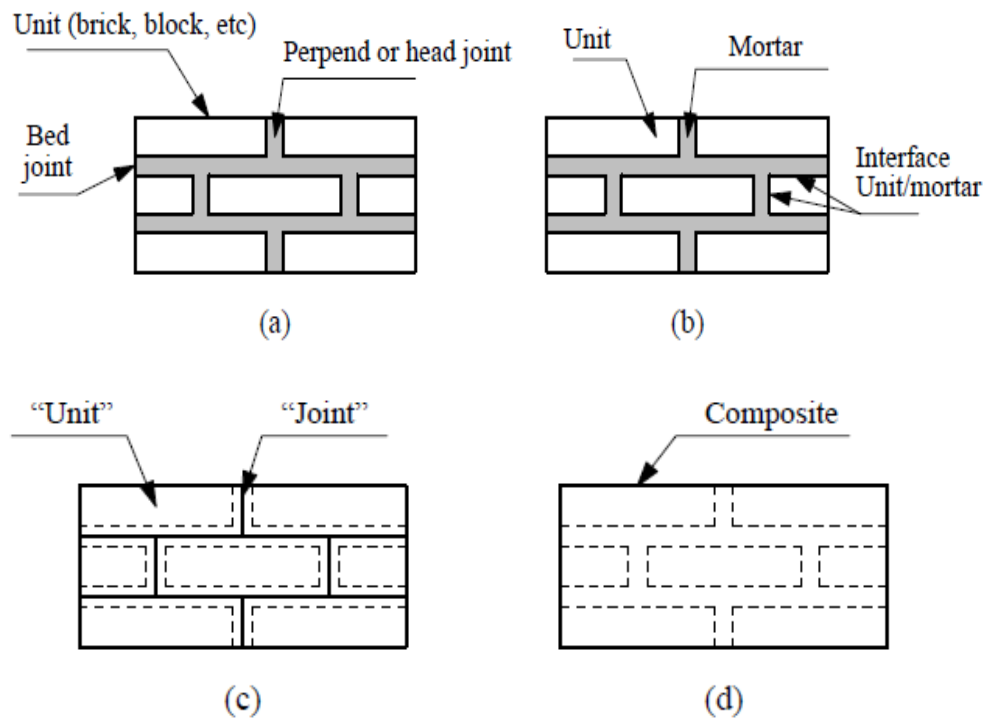 Unit (brick, block, etc)
Perpend or head joint
Bed
joint
(a)
Unit
Mortar
Interface
Unit/mortar
(b)
“Unit”
“Joint”
(c)
Composite
(d)